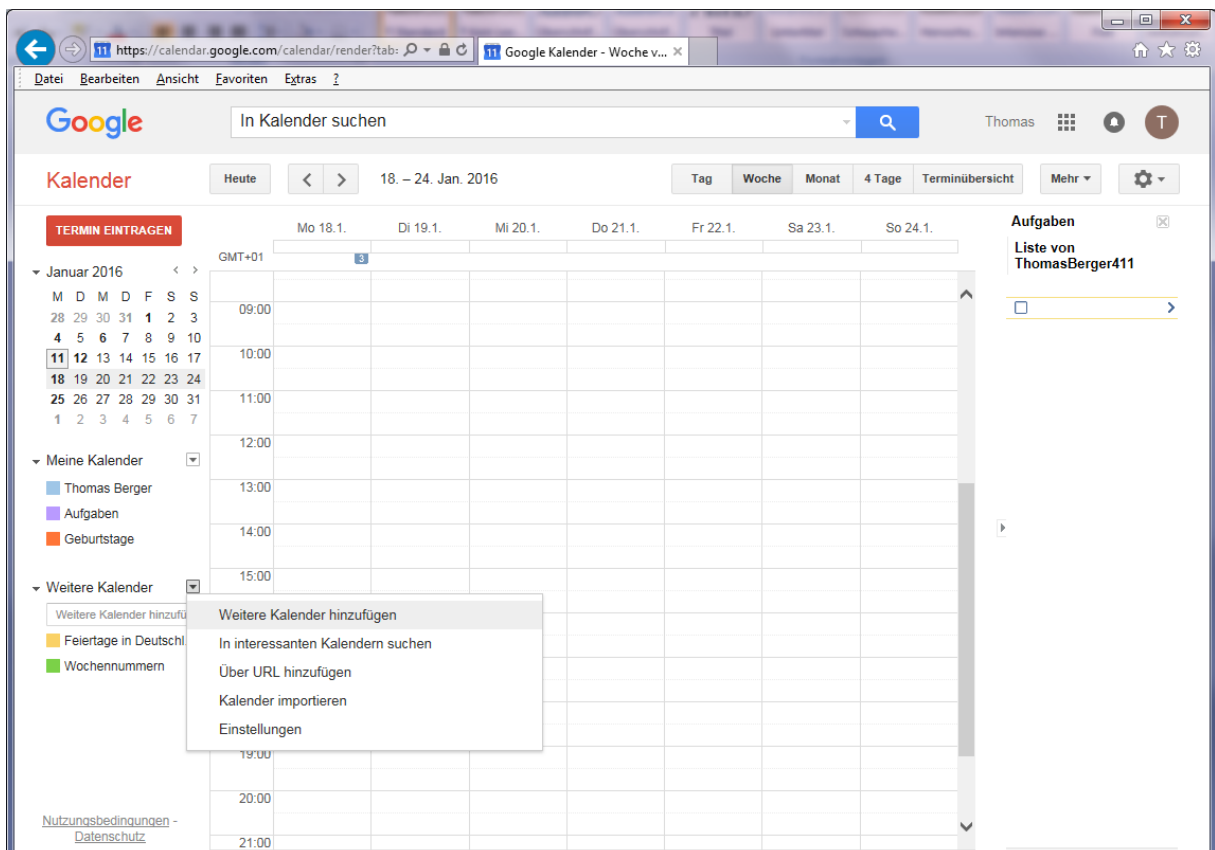 https://calendar.google.com/calendar/render?tab:
Google Kalender - Woche v...
Datei Bearbeiten Ansicht Favoriten Extras ?
Google
In Kalender suchen
Thomas
T
Kalender
Heute
18. – 24. Jan. 2016
Tag Woche Monat 4 Tage Terminübersicht
Mehr
TERMIN EINTRAGEN
Januar 2016
M D M D F S S
28 29 30 31 1 2 3
4 5 6 7 8 9 10
11 12 13 14 15 16 17
18 19 20 21 22 23 24
25 26 27 28 29 30 31
1 2 3 4 5 6 7
Meine Kalender
Thomas Berger
Aufgaben
Geburtstage
Weitere Kalender
Weitere Kalender hinzufü
Feiertage in Deutschl
Wochennummern
Weitere Kalender hinzufügen
In interessanten Kalendern suchen
Über URL hinzufügen
Kalender importieren
Einstellungen
Nutzungsbedingungen -
Datenschutz
Mo 18.1. Di 19.1. Mi 20.1. Do 21.1. Fr 22.1. Sa 23.1. So 24.1.
GMT+01
3
09:00
10:00
11:00
12:00
13:00
14:00
15:00
19:00
20:00
21:00
Aufgaben
Liste von
ThomasBerger411